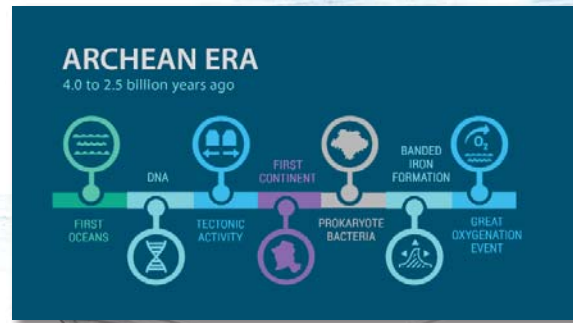 ARCHEAN ERA
4.0 to 2.5 billion years ago
FIRST
OCEANS
DNA
TECTONIC
ACTIVITY
FIRST
CONTINENT
PROKARYOTE
BACTERIA
BANDED
IRON
FORMATION
O₂
GREAT
OXYGENATION
EVENT